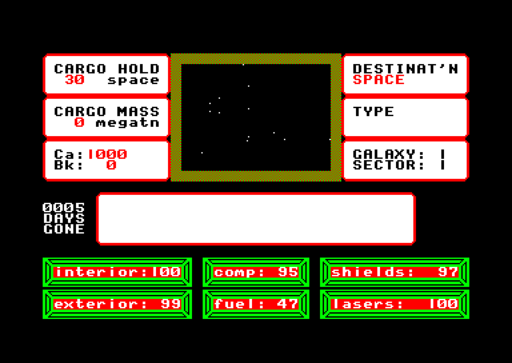 CARGO HOLD
30 space
CARGO MASS
0 megatn
Ca:1000
Bk: 0
DESTINAT'N
SPACE
TYPE
GALAXY: 1
SECTOR: 1
0005
DAYS
GONE
interior:100
comp: 95
shields: 97
exterior: 99
fuel: 47
lasers: 100